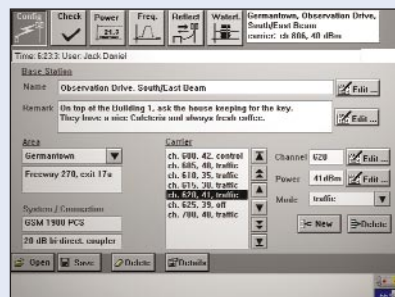 Config Check Power Freq. Reflect Waterf.
Germantown, Observation Drive,
South/East Beam
carrier: ch 806, 40 dBm
21.3
Time: 6:23:3: User: Jack Daniel
Base Station
Name Observation Drive. South/East Beam Edit ...
Remark On top of the Building 1, ask the house keeping for the key.
They have a nice Cafeteria and always fresh coffee. Edit ...
Area
Germantown
Freeway 270, exit 17a
System / Connection
GSM 1900 PCS
20 dB bi-direct. coupler
Carrier
ch. 600, 42, control
ch. 605, 40, traffic
ch. 610, 35, traffic
ch. 615, 30, traffic
ch. 620, 41, traffic
ch. 625, 39, off
ch. 700, 40, traffic
Channel 620 Edit ...
Power 41 dBm Edit ...
Mode traffic
New Delete
Open Save Delete Details